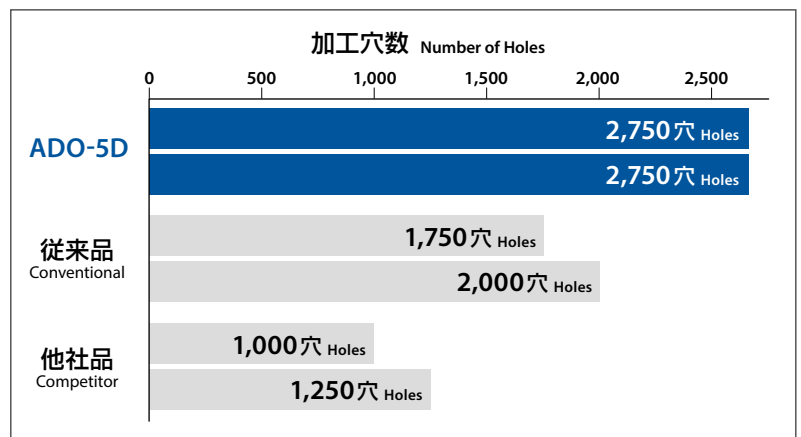 加工穴数 Number of Holes
0 500 1,000 1,500 2,000 2,500
ADO-5D
2,750穴 Holes
2,750穴 Holes
従来品
Conventional
1,750穴 Holes
2,000穴 Holes
他社品
Competitor
1,000穴 Holes
1,250穴 Holes